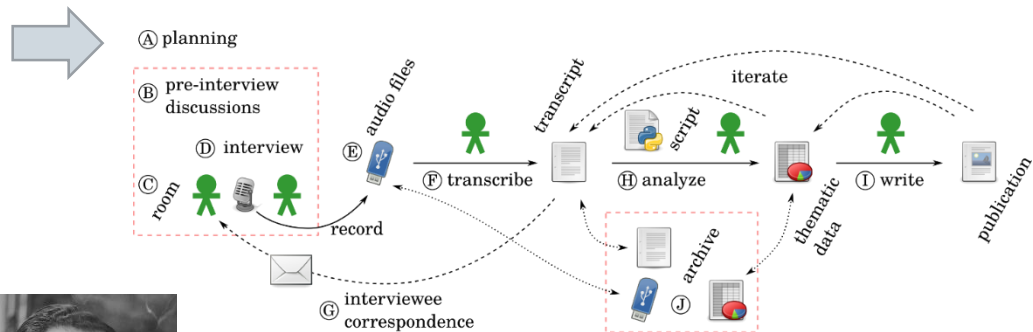 Ⓐ planning
Ⓑ pre-interview
discussions
Ⓓ interview
Ⓒ
room
record
Ⓔ
audio files
Ⓕ transcribe
transcript
Ⓖ interviewee
correspondence
script
Ⓗ analyze
iterate
thematic
data
Ⓘ write
publication
archive
Ⓙ